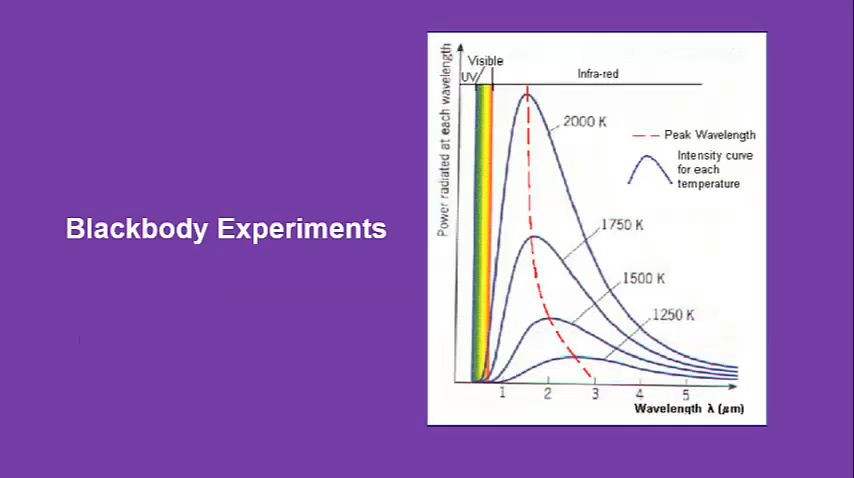 Blackbody Experiments
Power radiated at each wavelength
Visible
UV
Infra-red
2000 K
Peak Wavelength
Intensity curve
for each
temperature
1750 K
1500 K
1250 K
1 2 3 4 5
Wavelength λ (μm)